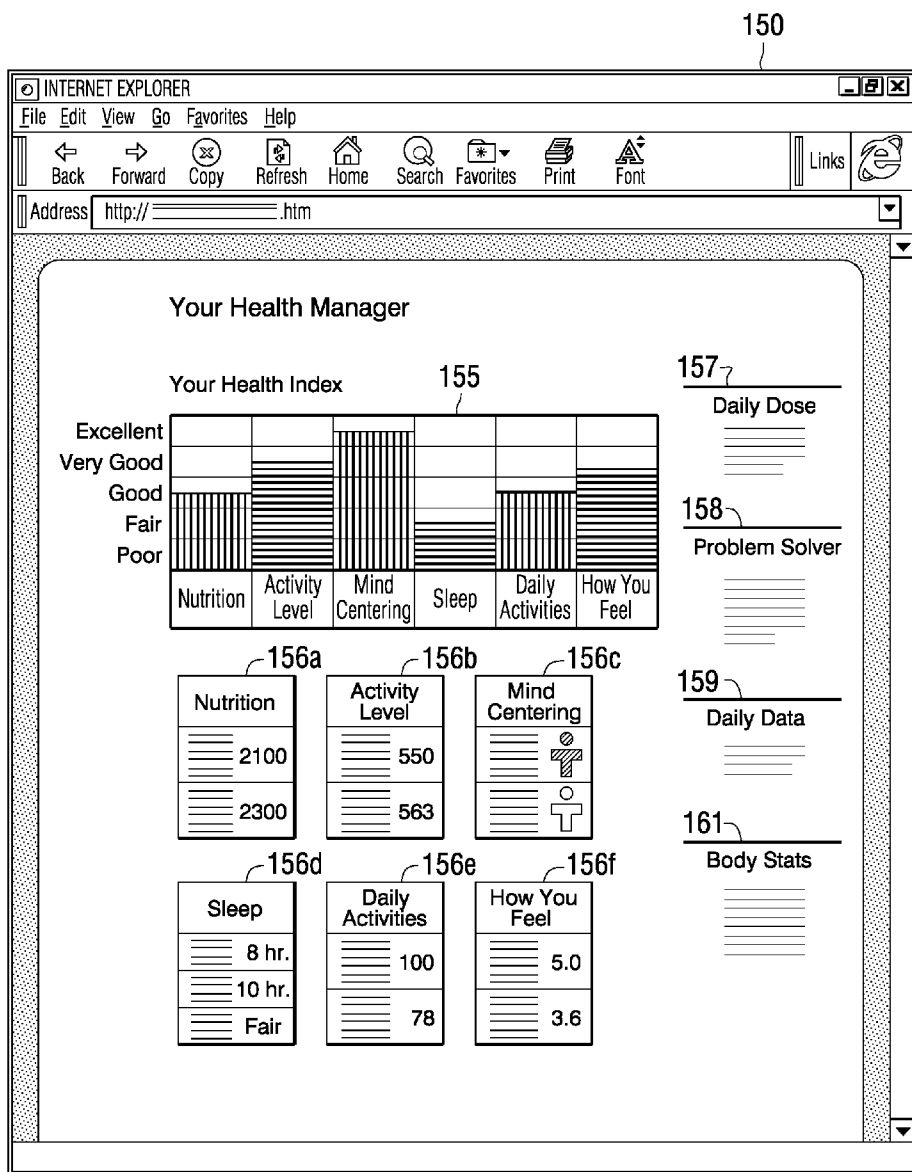 150
INTERNET EXPLORER
File Edit View Go Favorites Help
Back Forward Copy Refresh Home Search Favorites Print Font Links
Address http:// .htm
Your Health Manager
Your Health Index
155
Excellent
Very Good
Good
Fair
Poor
Nutrition
Activity
Level
Mind
Centering
Sleep
Daily
Activities
How You
Feel
156a
Nutrition
2100
2300
156b
Activity
Level
550
563
156c
Mind
Centering
156d
Sleep
8 hr.
10 hr.
Fair
156e
Daily
Activities
100
78
156f
How You
Feel
5.0
3.6
157
Daily Dose
158
Problem Solver
159
Daily Data
161
Body Stats